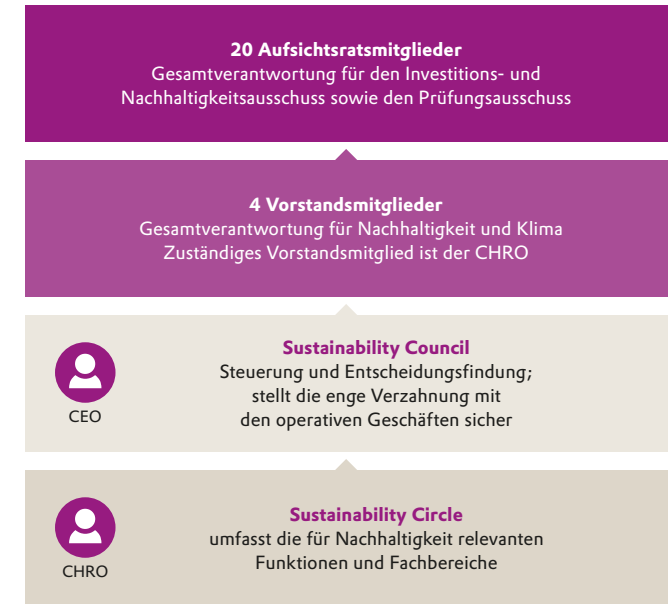 20 Aufsichtsratsmitglieder
Gesamtverantwortung für den Investitions- und
Nachhaltigkeitsausschuss sowie den Prüfungsausschuss
4 Vorstandsmitglieder
Gesamtverantwortung für Nachhaltigkeit und Klima
Zuständiges Vorstandsmitglied ist der CHRO
Sustainability Council
Steuerung und Entscheidungsfindung;
stellt die enge Verzahnung mit
den operativen Geschäften sicher
CEO
Sustainability Circle
umfasst die für Nachhaltigkeit relevanten
Funktionen und Fachbereiche
CHRO